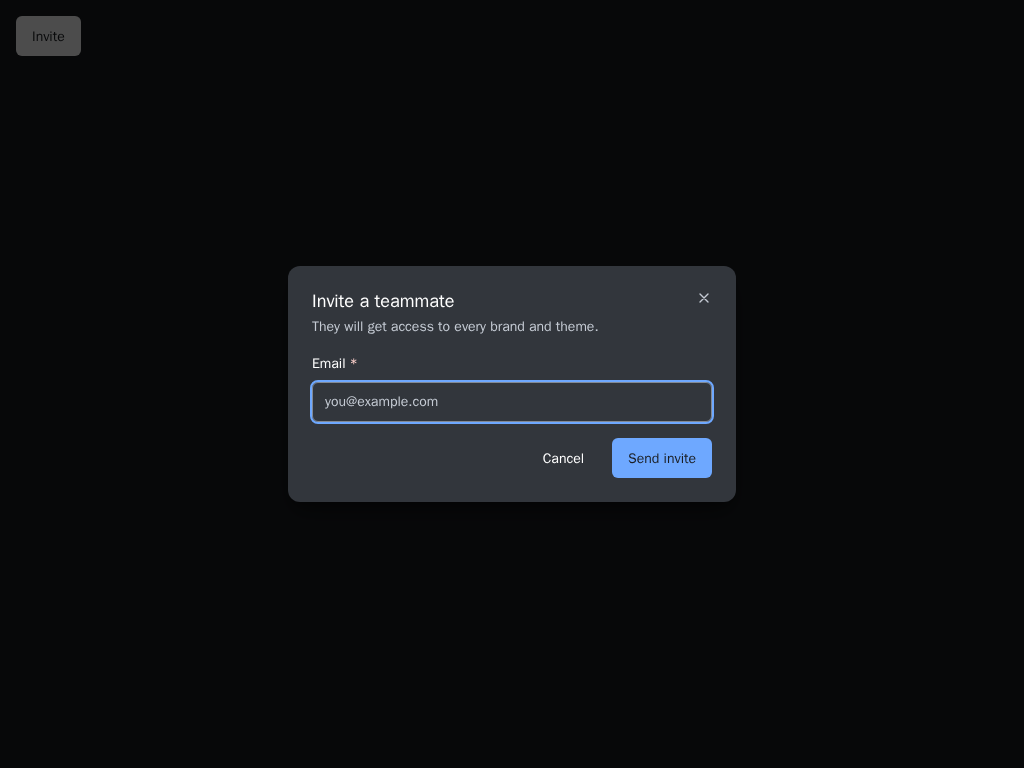 Invite
Invite a teammate
They will get access to every brand and theme.
Email *
you@example.com
Cancel
Send invite